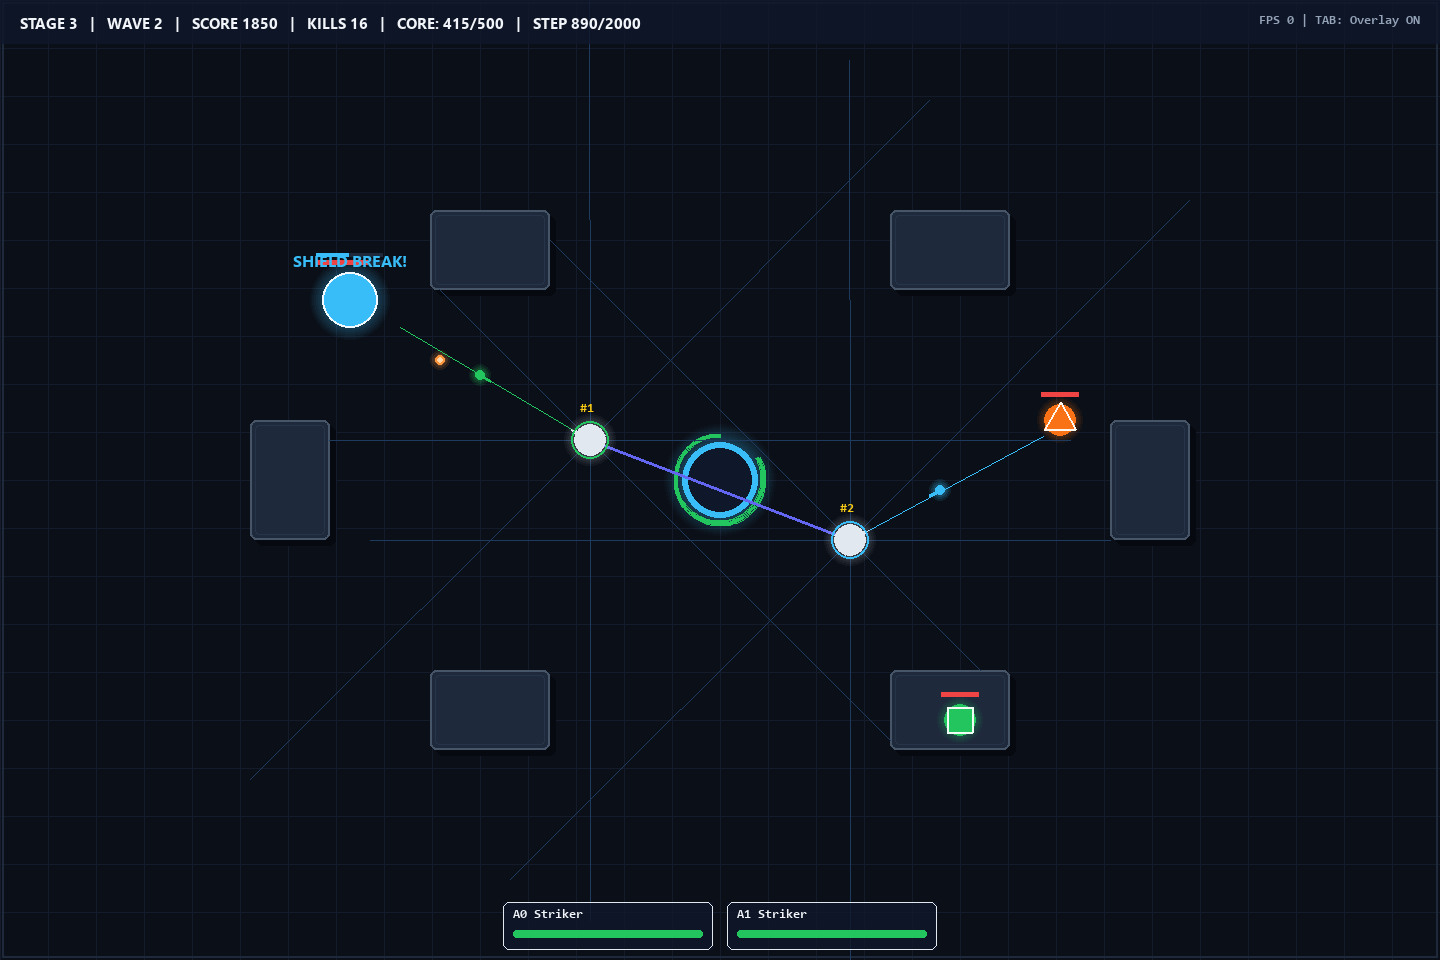 STAGE 3 | WAVE 2 | SCORE 1850 | KILLS 16 | CORE: 415/500 | STEP 890/2000
FPS 0 | TAB: Overlay ON
SHIELD BREAK!
#1
#2
A0 Striker
A1 Striker